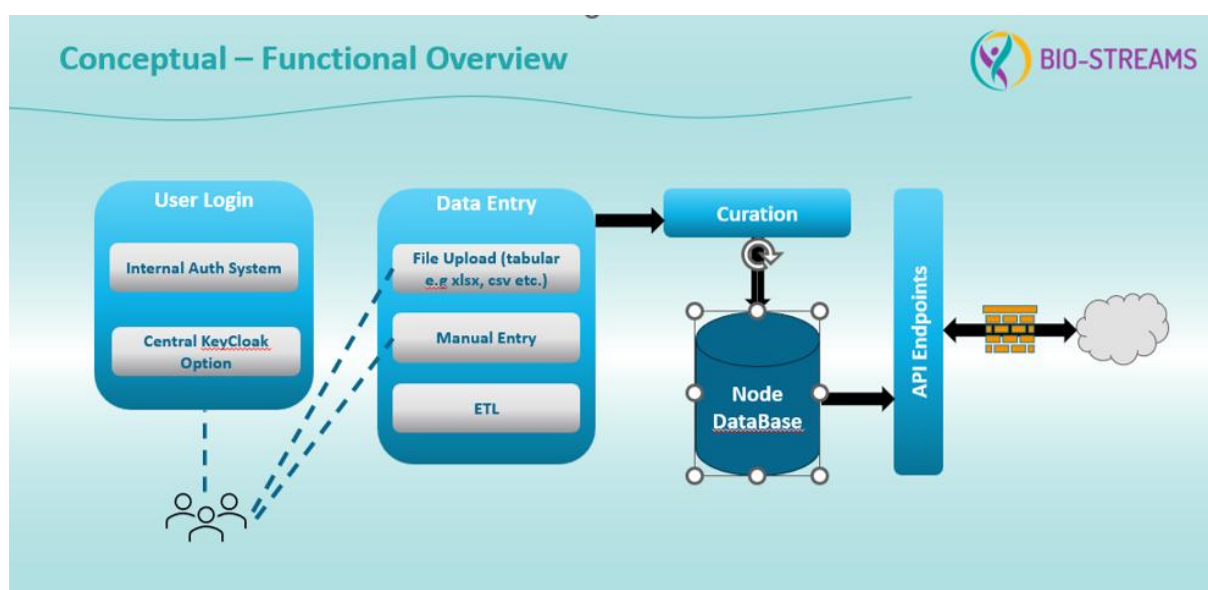 Conceptual – Functional Overview
BIO-STREAMS
User Login
Internal Auth System
Central KeyCloak
Option
Data Entry
File Upload (tabular
e.g xlsx, csv etc.)
Manual Entry
ETL
Curation
Node
DataBase
API Endpoints